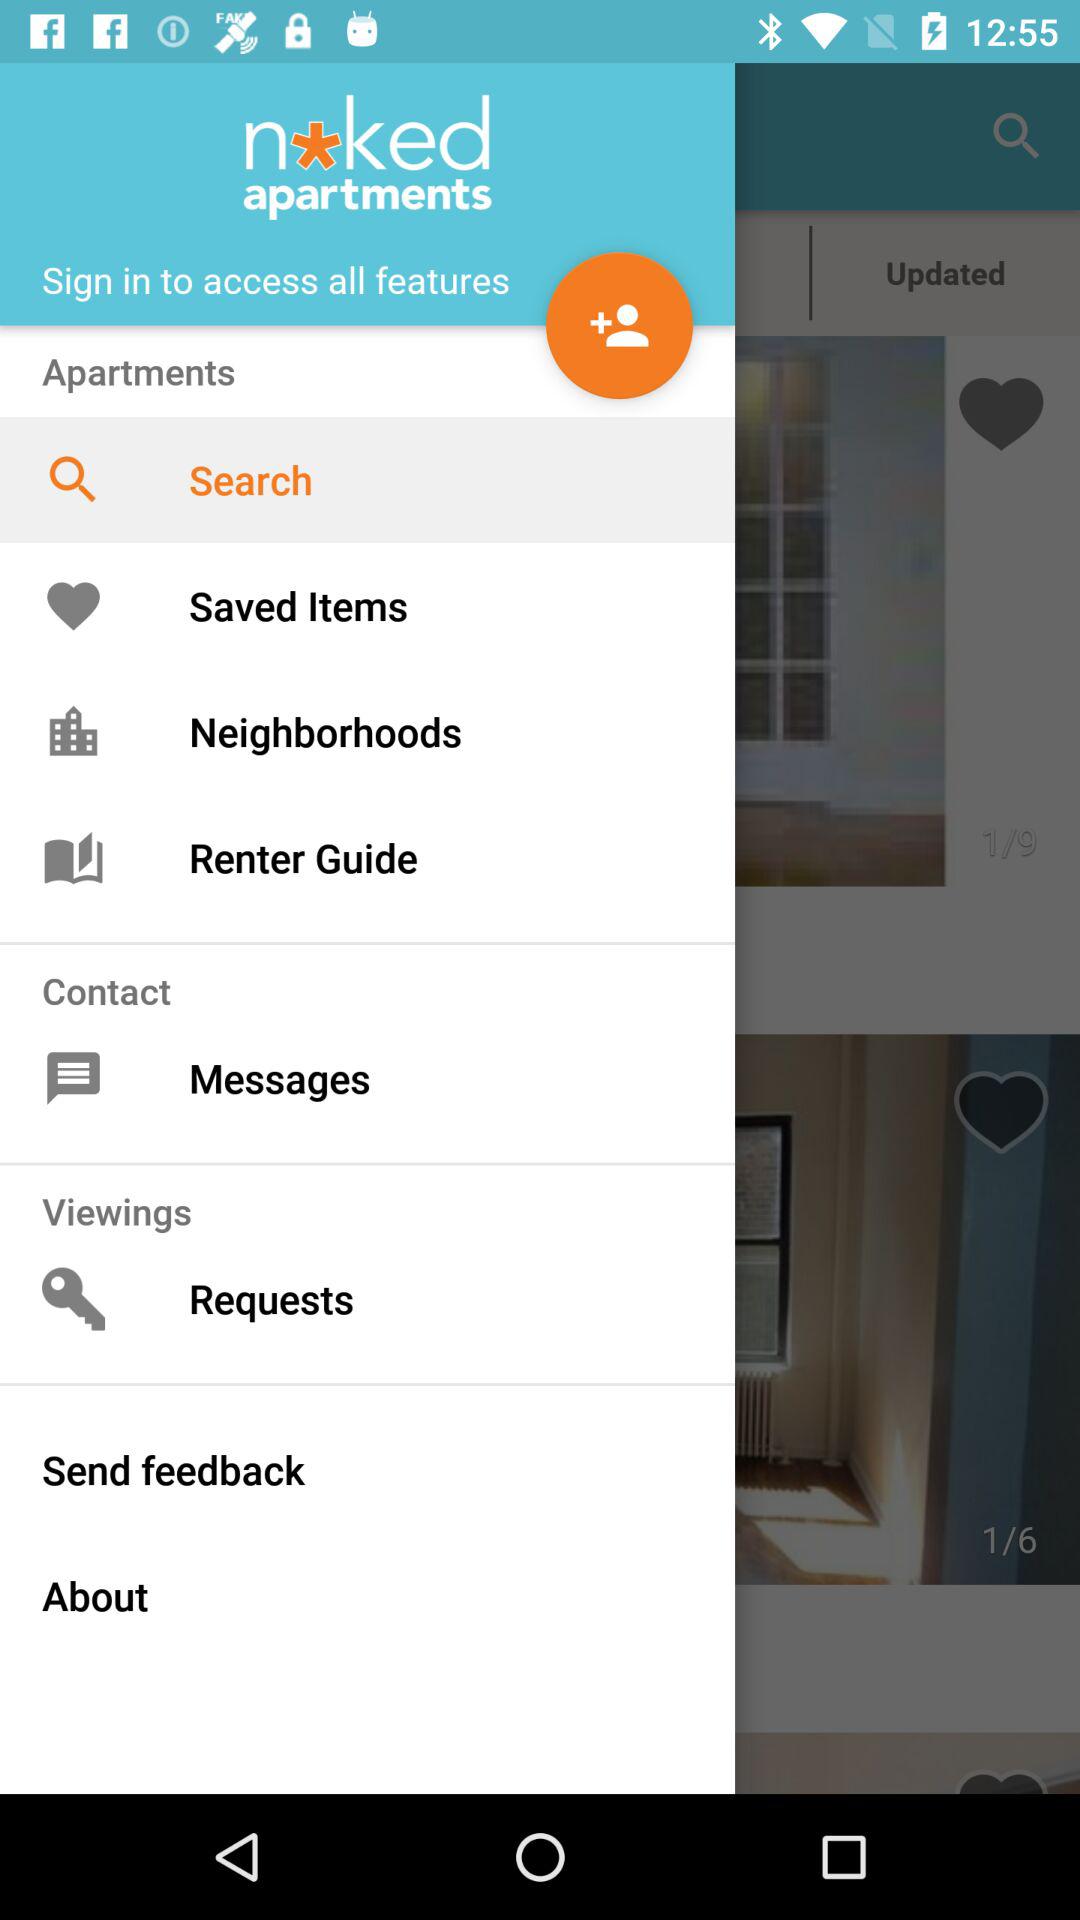 FAKE
12:55
n*ked
apartments
Sign in to access all features
Updated
Apartments
Search
Saved Items
Neighborhoods
1/9
Renter Guide
Contact
Messages
Viewings
Requests
Send feedback
1/6
About